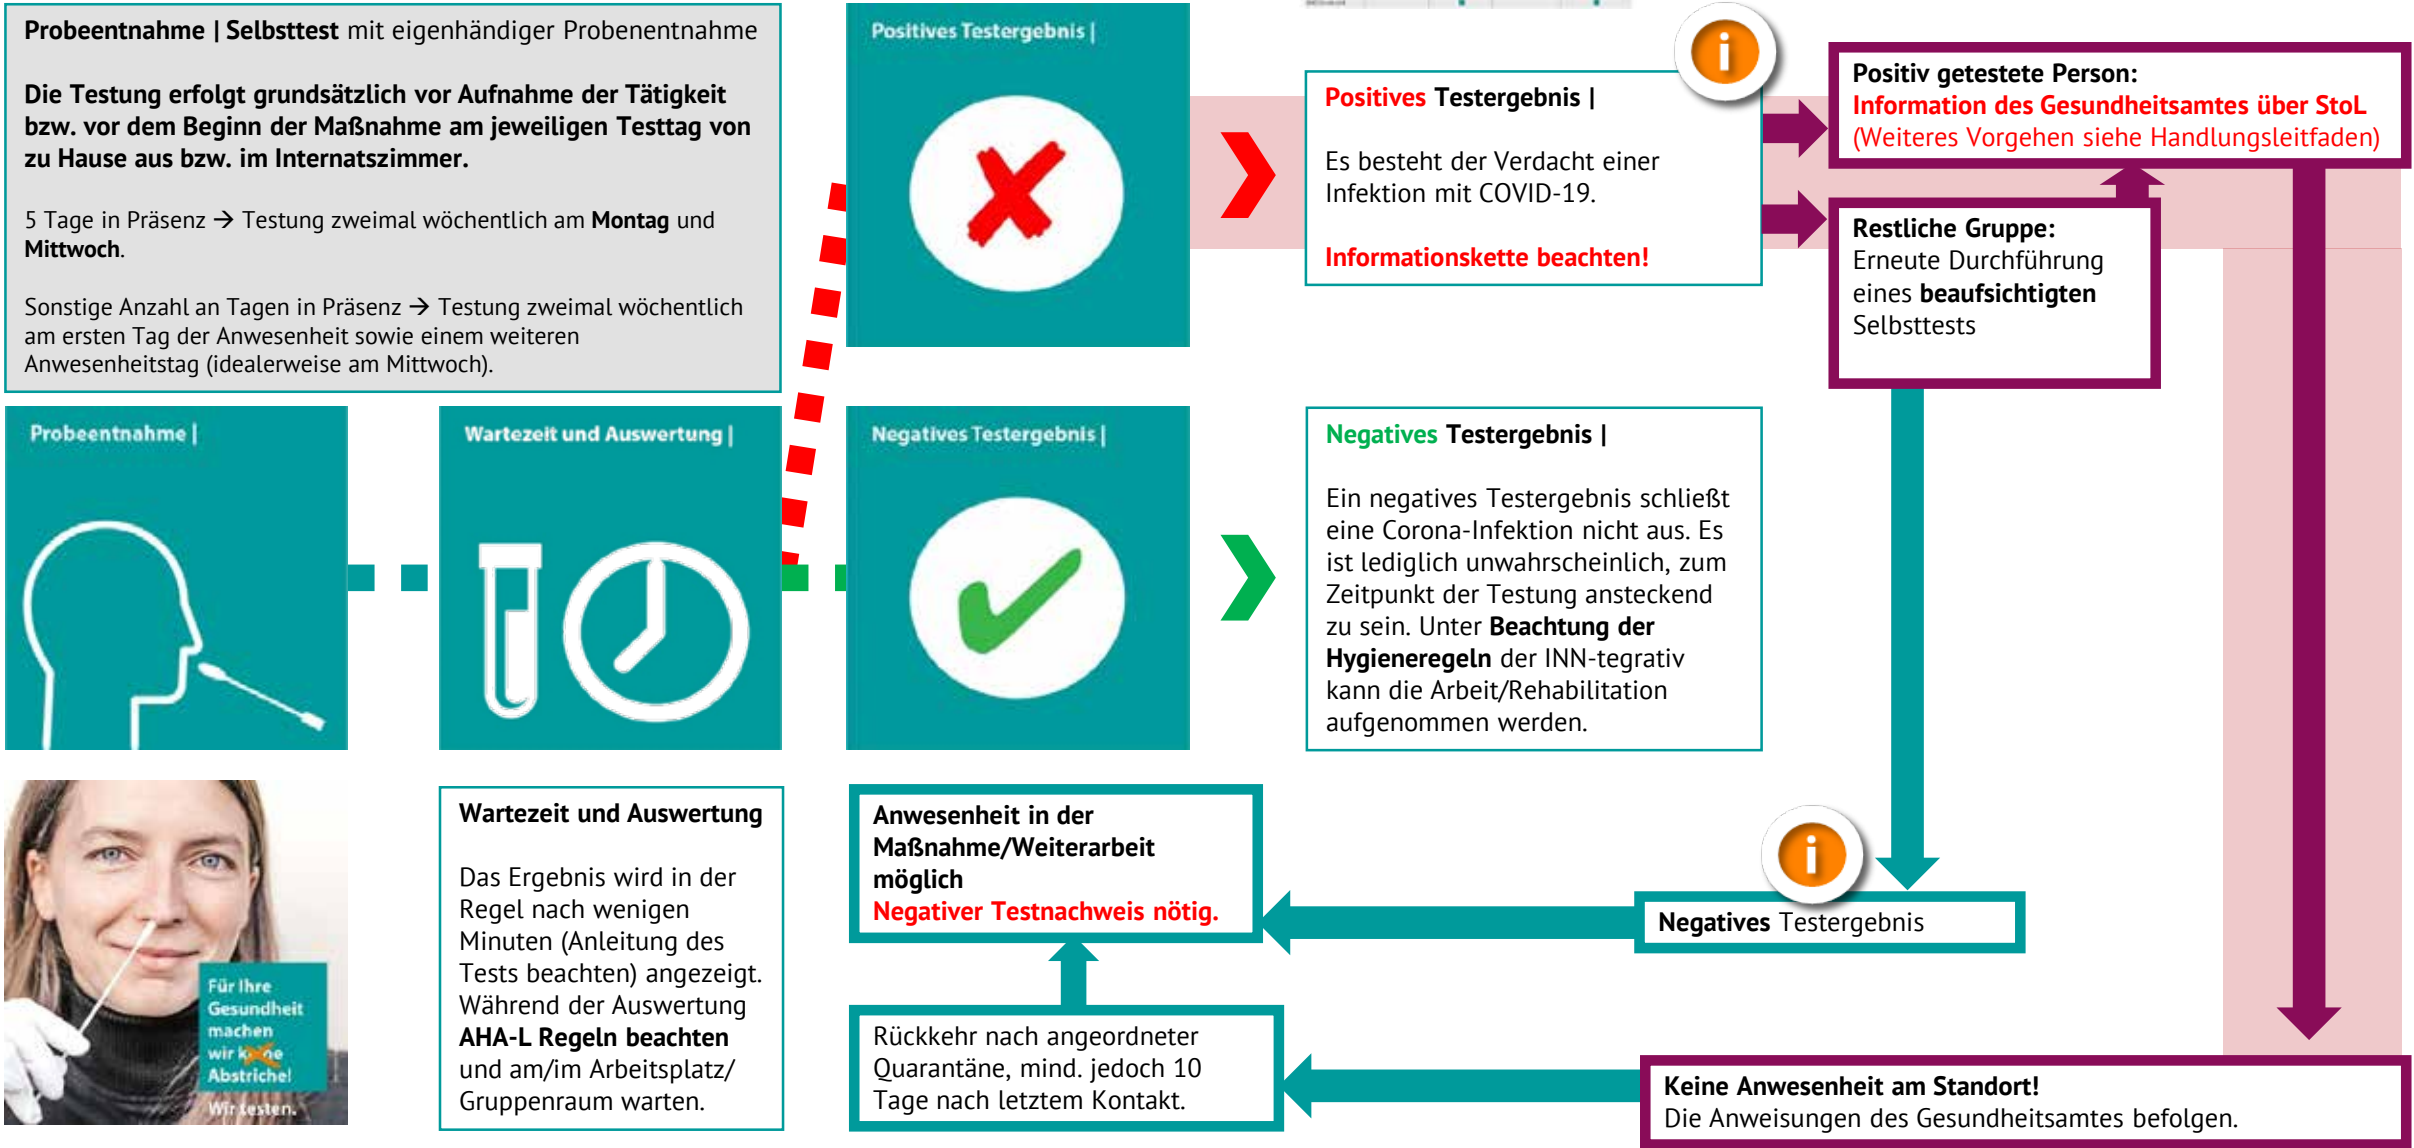 Probeentnahme | Selbsttest mit eigenhändiger Probenentnahme
Die Testung erfolgt grundsätzlich vor Aufnahme der Tätigkeit
bzw. vor dem Beginn der Maßnahme am jeweiligen Testtag von
zu Hause aus bzw. im Internatszimmer.
5 Tage in Präsenz → Testung zweimal wöchentlich am Montag und
Mittwoch.
Sonstige Anzahl an Tagen in Präsenz → Testung zweimal wöchentlich
am ersten Tag der Anwesenheit sowie einem weiteren
Anwesenheitstag (idealerweise am Mittwoch).
Positives Testergebnis |
Positives Testergebnis |
Es besteht der Verdacht einer
Infektion mit COVID-19.
Informationskette beachten!
i
Positiv getestete Person:
Information des Gesundheitsamtes über StoL
(Weiteres Vorgehen siehe Handlungsleitfaden)
Restliche Gruppe:
Erneute Durchführung
eines beaufsichtigten
Selbsttests
Probeentnahme |
Wartezeit und Auswertung |
Negatives Testergebnis |
Negatives Testergebnis |
Ein negatives Testergebnis schließt
eine Corona-Infektion nicht aus. Es
ist lediglich unwahrscheinlich, zum
Zeitpunkt der Testung ansteckend
zu sein. Unter Beachtung der
Hygieneregeln der INN-tegrativ
kann die Arbeit/Rehabilitation
aufgenommen werden.
Für Ihre
Gesundheit
machen
wir keine
Abstriche!
Wir testen.
Wartezeit und Auswertung
Das Ergebnis wird in der
Regel nach wenigen
Minuten (Anleitung des
Tests beachten) angezeigt.
Während der Auswertung
AHA-L Regeln beachten
und am/im Arbeitsplatz/
Gruppenraum warten.
Anwesenheit in der
Maßnahme/Weiterarbeit
möglich
Negativer Testnachweis nötig.
i
Negatives Testergebnis
Rückkehr nach angeordneter
Quarantäne, mind. jedoch 10
Tage nach letztem Kontakt.
Keine Anwesenheit am Standort!
Die Anweisungen des Gesundheitsamtes befolgen.